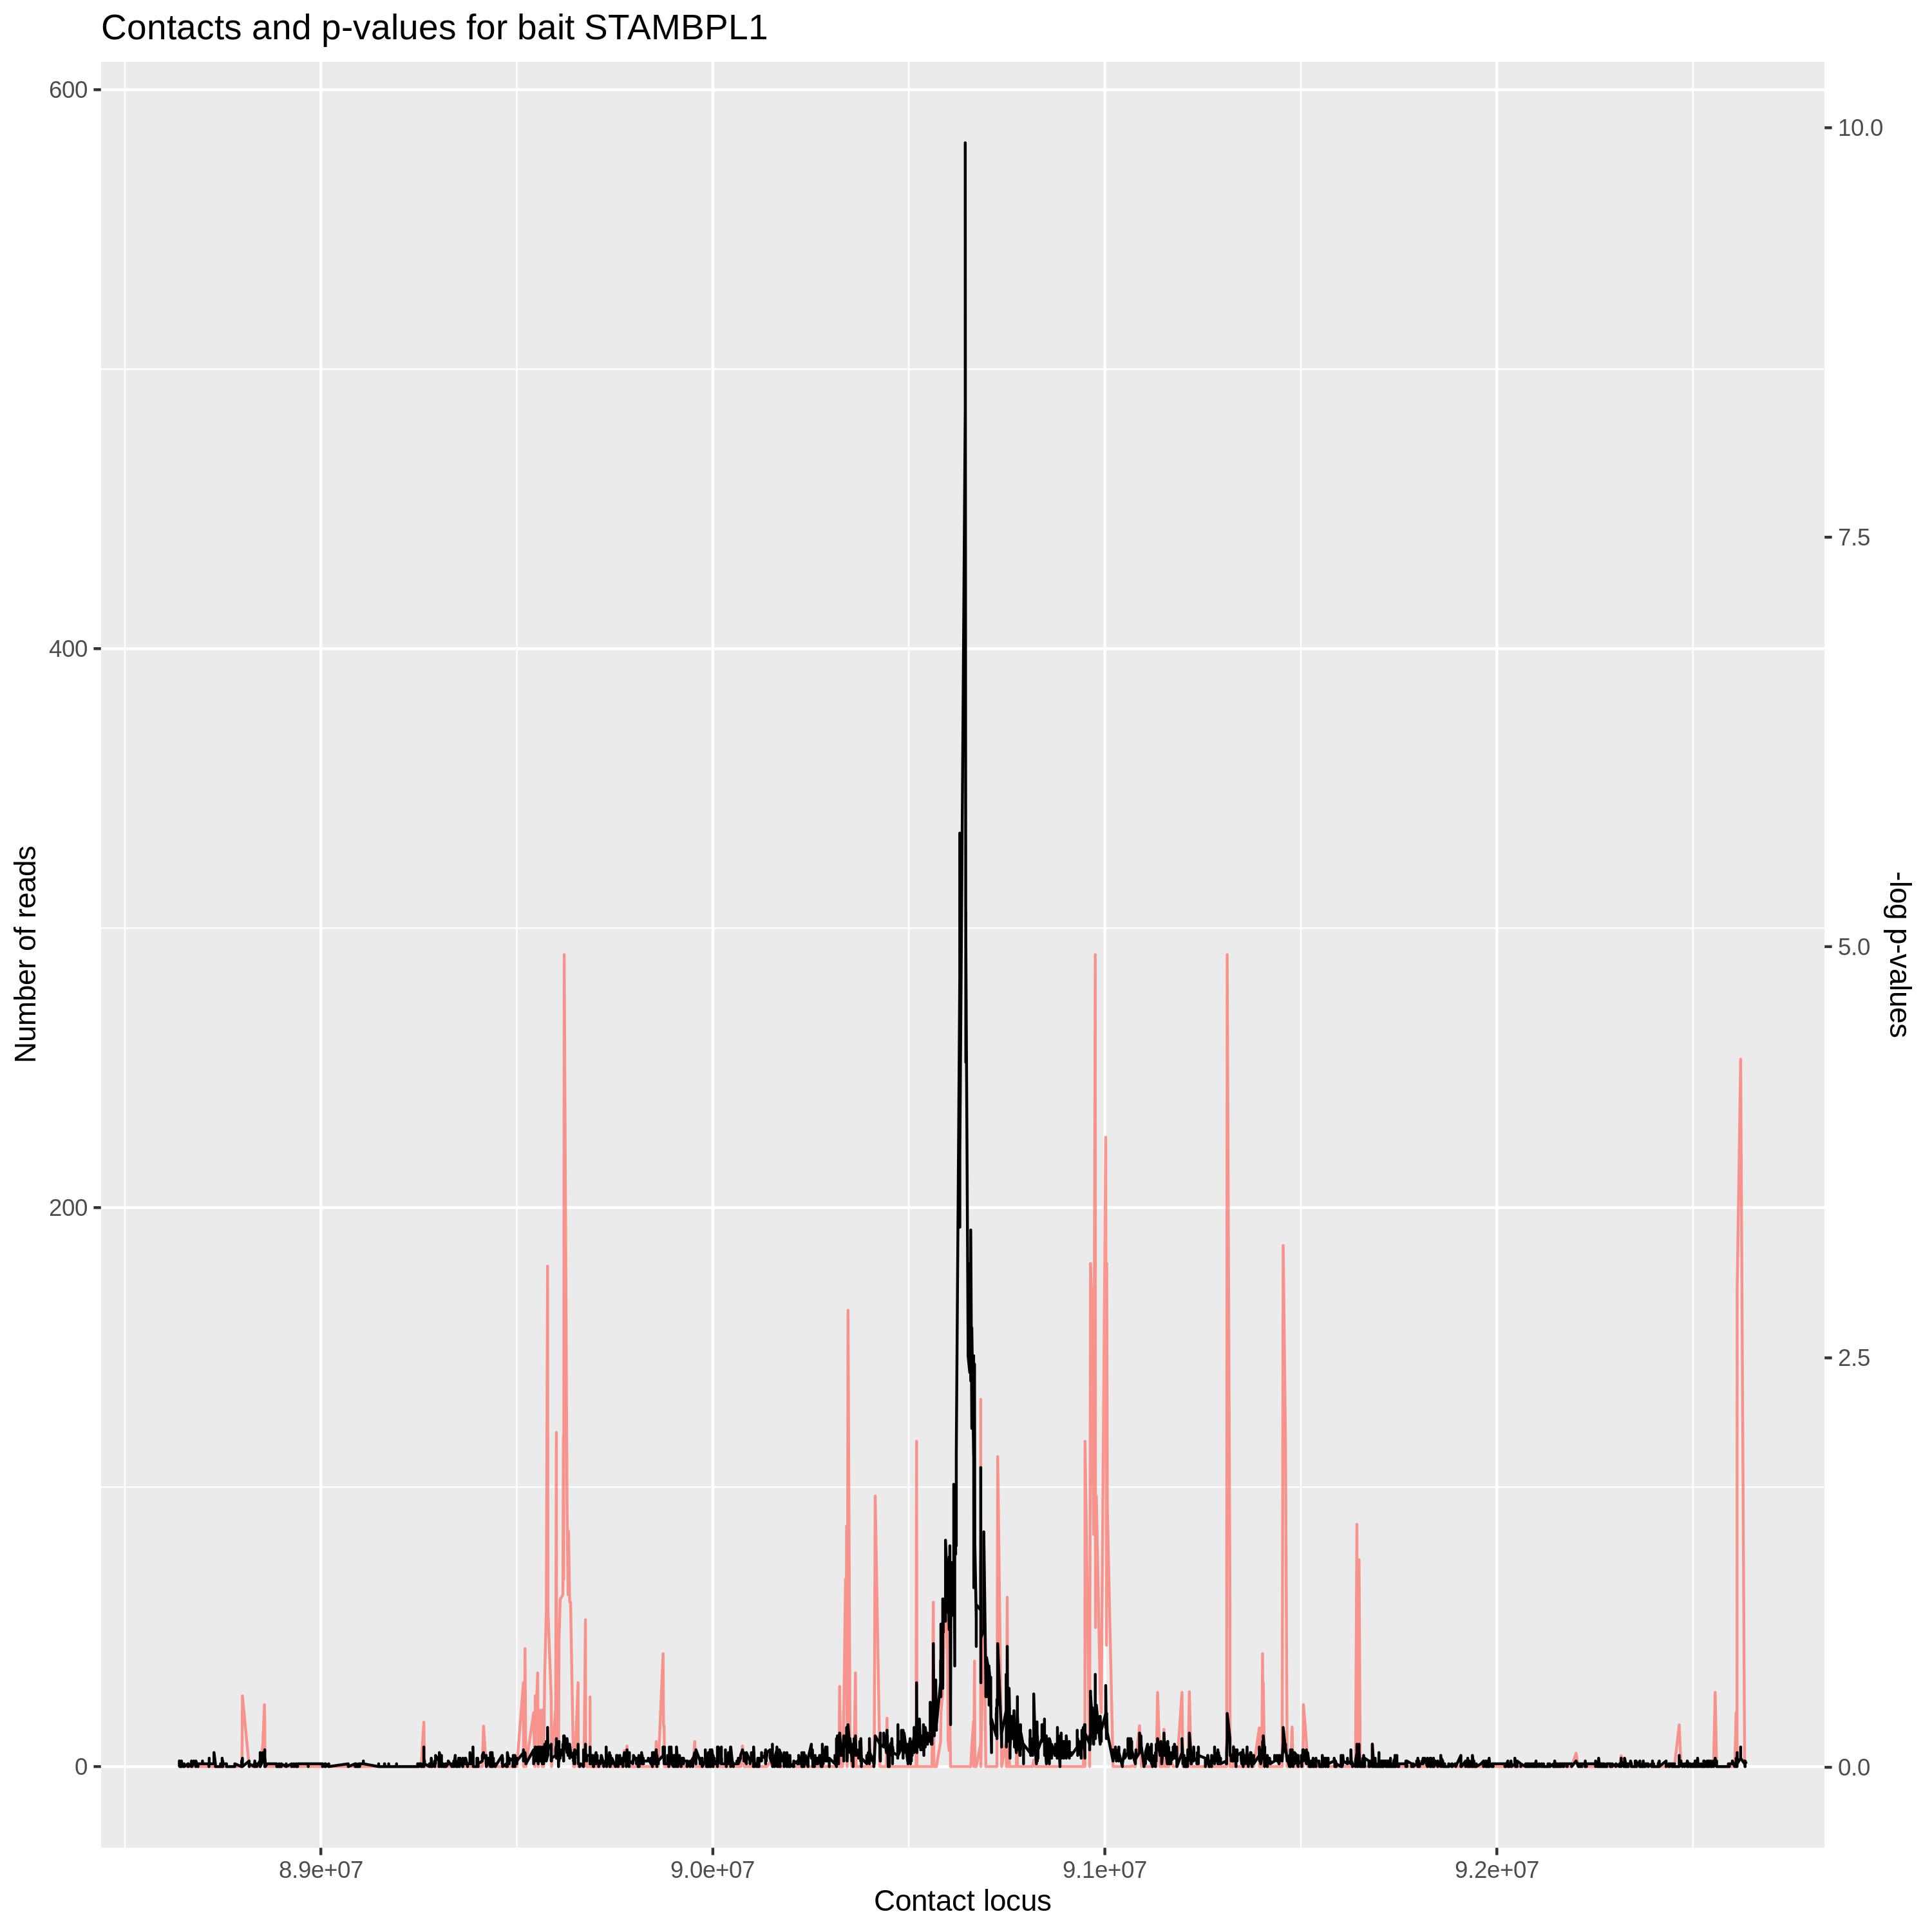 Contacts and p-values for bait STAMBPL1
600
400
200
0
Number of reads
10.0
7.5
5.0
2.5
0.0
-log p-values
8.9e+07
9.0e+07
9.1e+07
9.2e+07
Contact locus